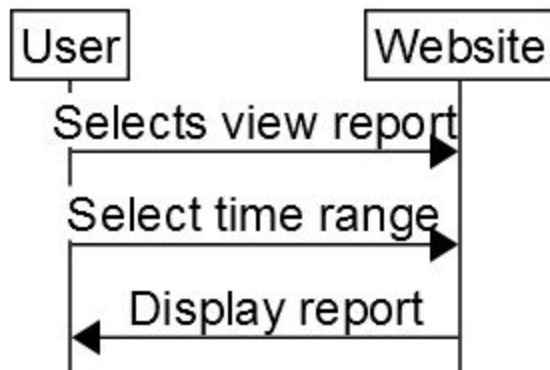 User
Website
Selects view report
Select time range
Display report